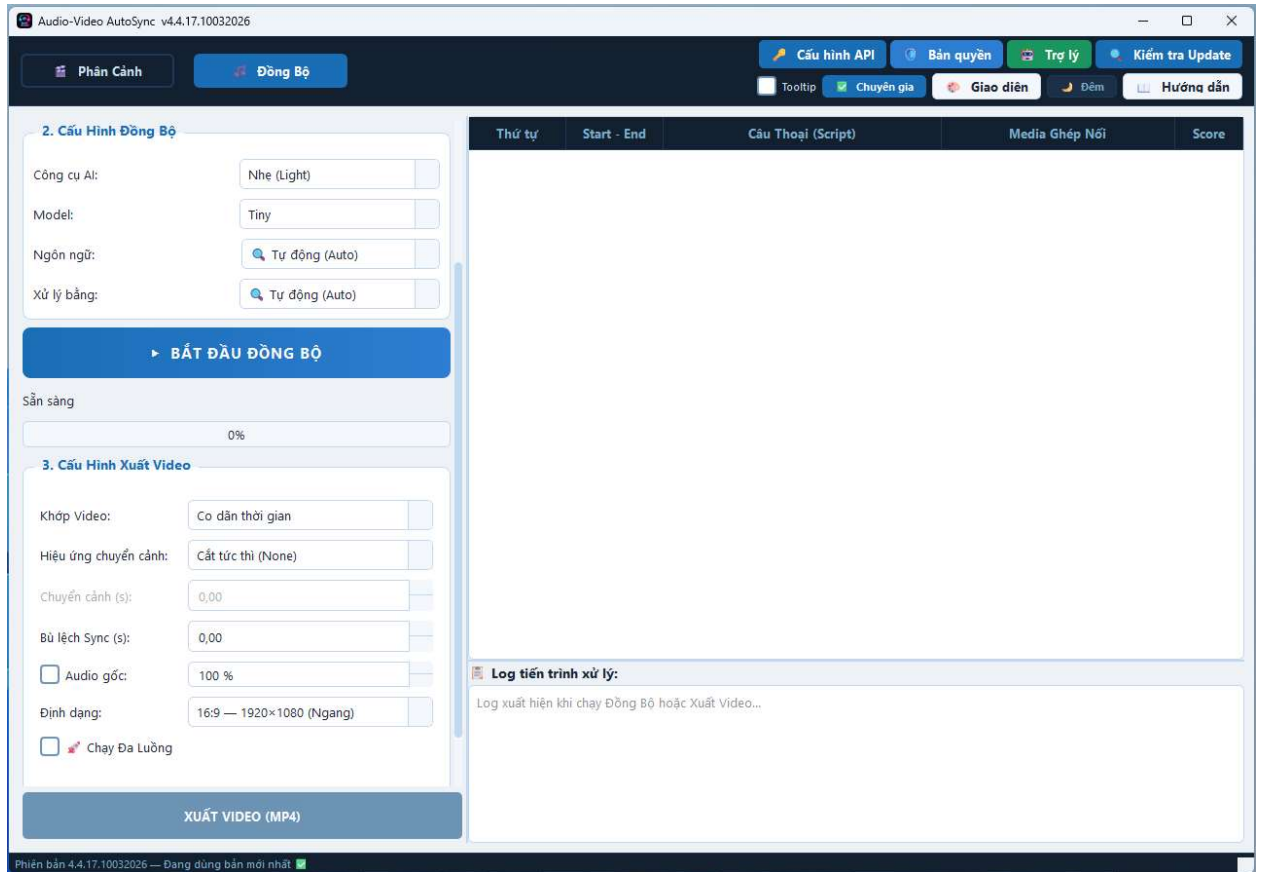 Audio-Video AutoSync v4.4.17.10032026
Phân Cảnh
Đồng Bộ
Cấu hình API
Bản quyền
Trợ lý
Kiểm tra Update
Tooltip
Chuyên gia
Giao diện
Đêm
Hướng dẫn
2. Cấu Hình Đồng Bộ
Công cụ AI: Nhẹ (Light)
Model: Tiny
Ngôn ngữ: Tự động (Auto)
Xử lý bằng: Tự động (Auto)
BẮT ĐẦU ĐỒNG BỘ
Sẵn sàng
0%
3. Cấu Hình Xuất Video
Khớp Video: Co dãn thời gian
Hiệu ứng chuyển cảnh: Cắt tức thì (None)
Chuyển cảnh (s): 0,00
Bù lệch Sync (s): 0,00
Audio gốc: 100 %
Định dạng: 16:9 — 1920×1080 (Ngang)
Chạy Đa Luồng
XUẤT VIDEO (MP4)
Thứ tự Start - End Câu Thoại (Script) Media Ghép Nối Score
Log tiến trình xử lý:
Log xuất hiện khi chạy Đồng Bộ hoặc Xuất Video...
Phiên bản 4.4.17.10032026 — Đang dùng bản mới nhất